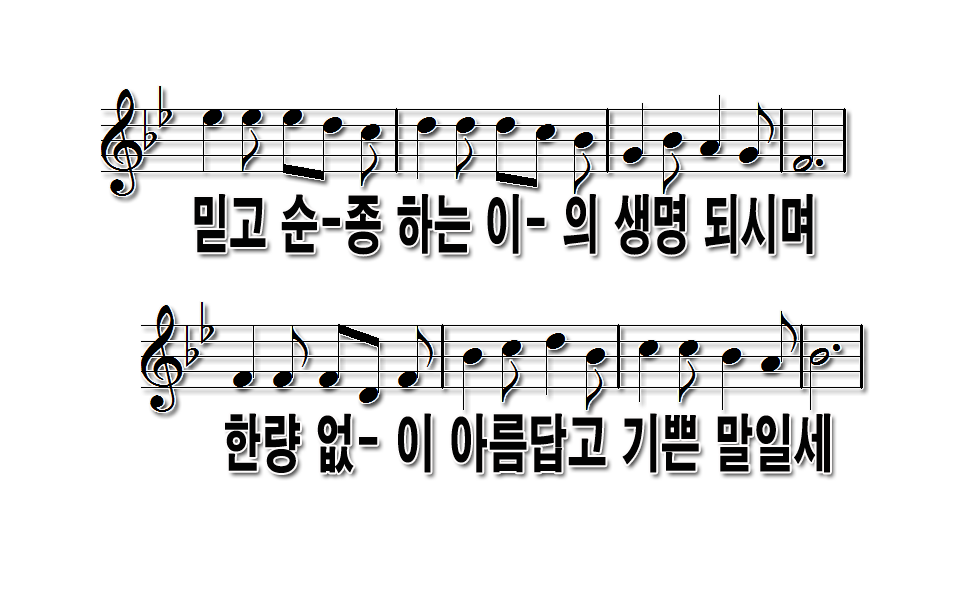 믿고 순-종 하는 이- 의 생명 되시며
한량 없- 이 아름답고 기쁜 말일세